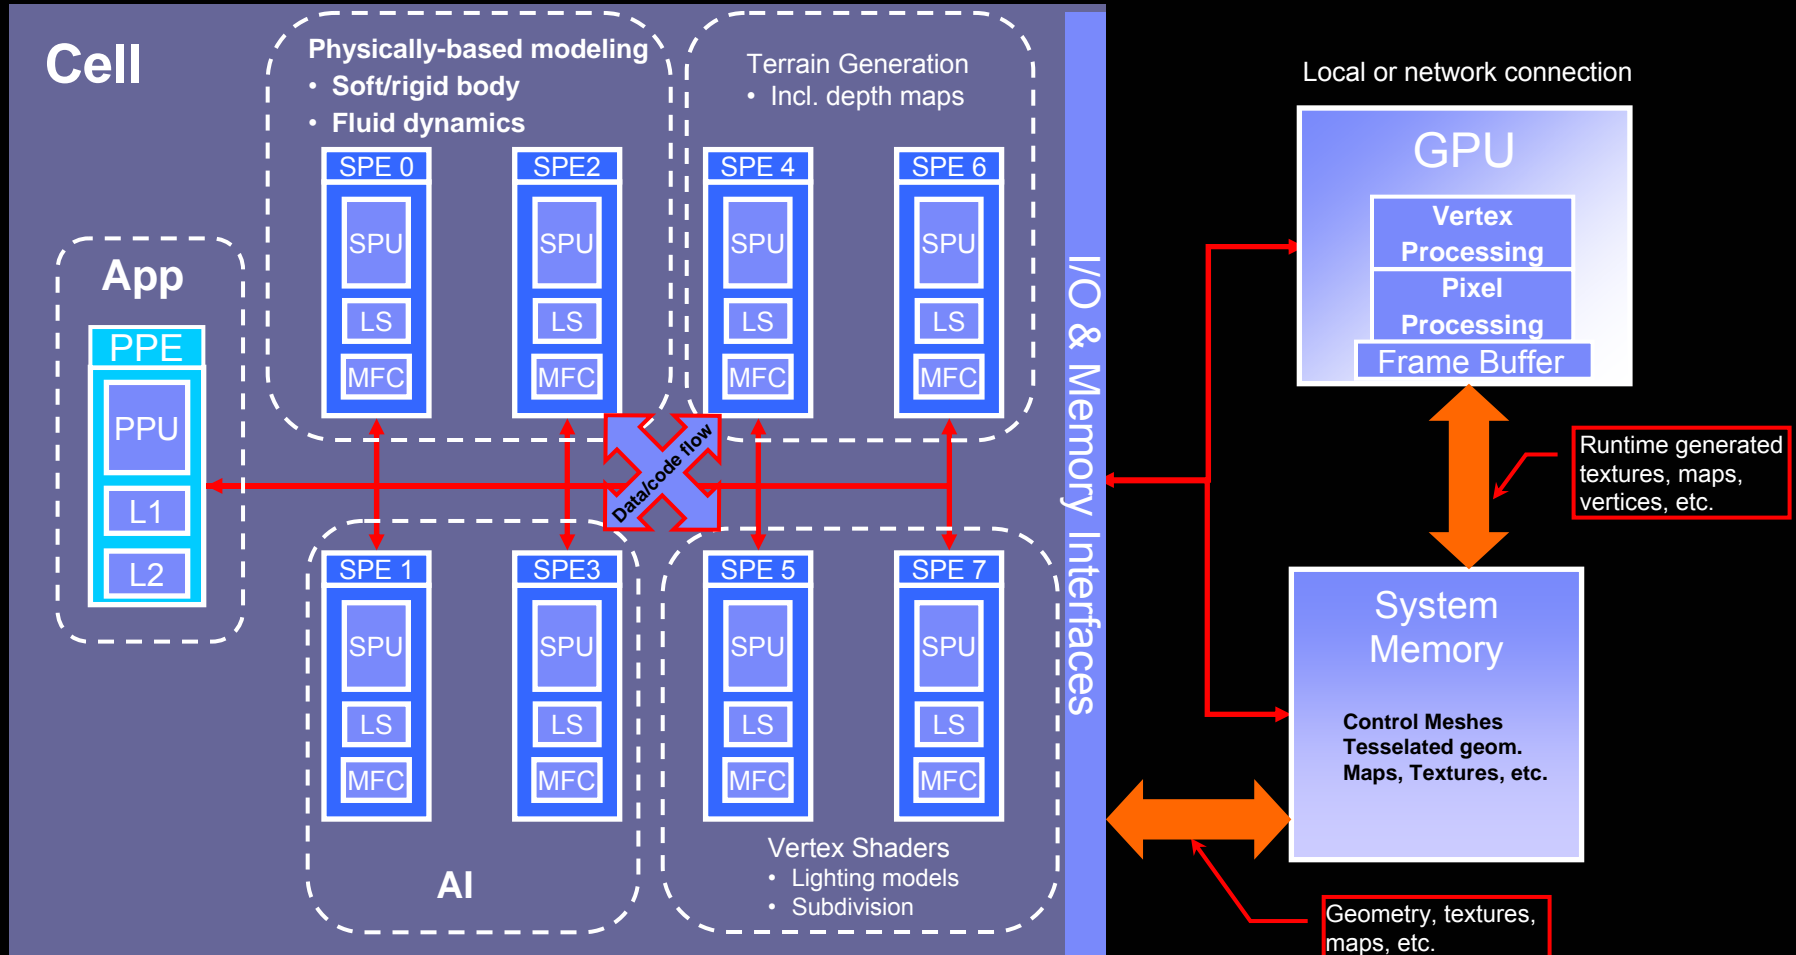 Cell
Physically-based modeling
• Soft/rigid body
• Fluid dynamics
Terrain Generation
• Incl. depth maps
Local or network connection
SPE 0
SPU
LS
MFC
SPE2
SPU
LS
MFC
SPE 4
SPU
LS
MFC
SPE 6
SPU
LS
MFC
App
PPE
PPU
L1
L2
Data/code flow
SPE 1
SPU
LS
MFC
SPE3
SPU
LS
MFC
AI
SPE 5
SPU
LS
MFC
SPE 7
SPU
LS
MFC
Vertex Shaders
• Lighting models
• Subdivision
I/O & Memory Interfaces
GPU
Vertex
Processing
Pixel
Processing
Frame Buffer
Runtime generated
textures, maps,
vertices, etc.
System
Memory
Control Meshes
Tesselated geom.
Maps, Textures, etc.
Geometry, textures,
maps, etc.